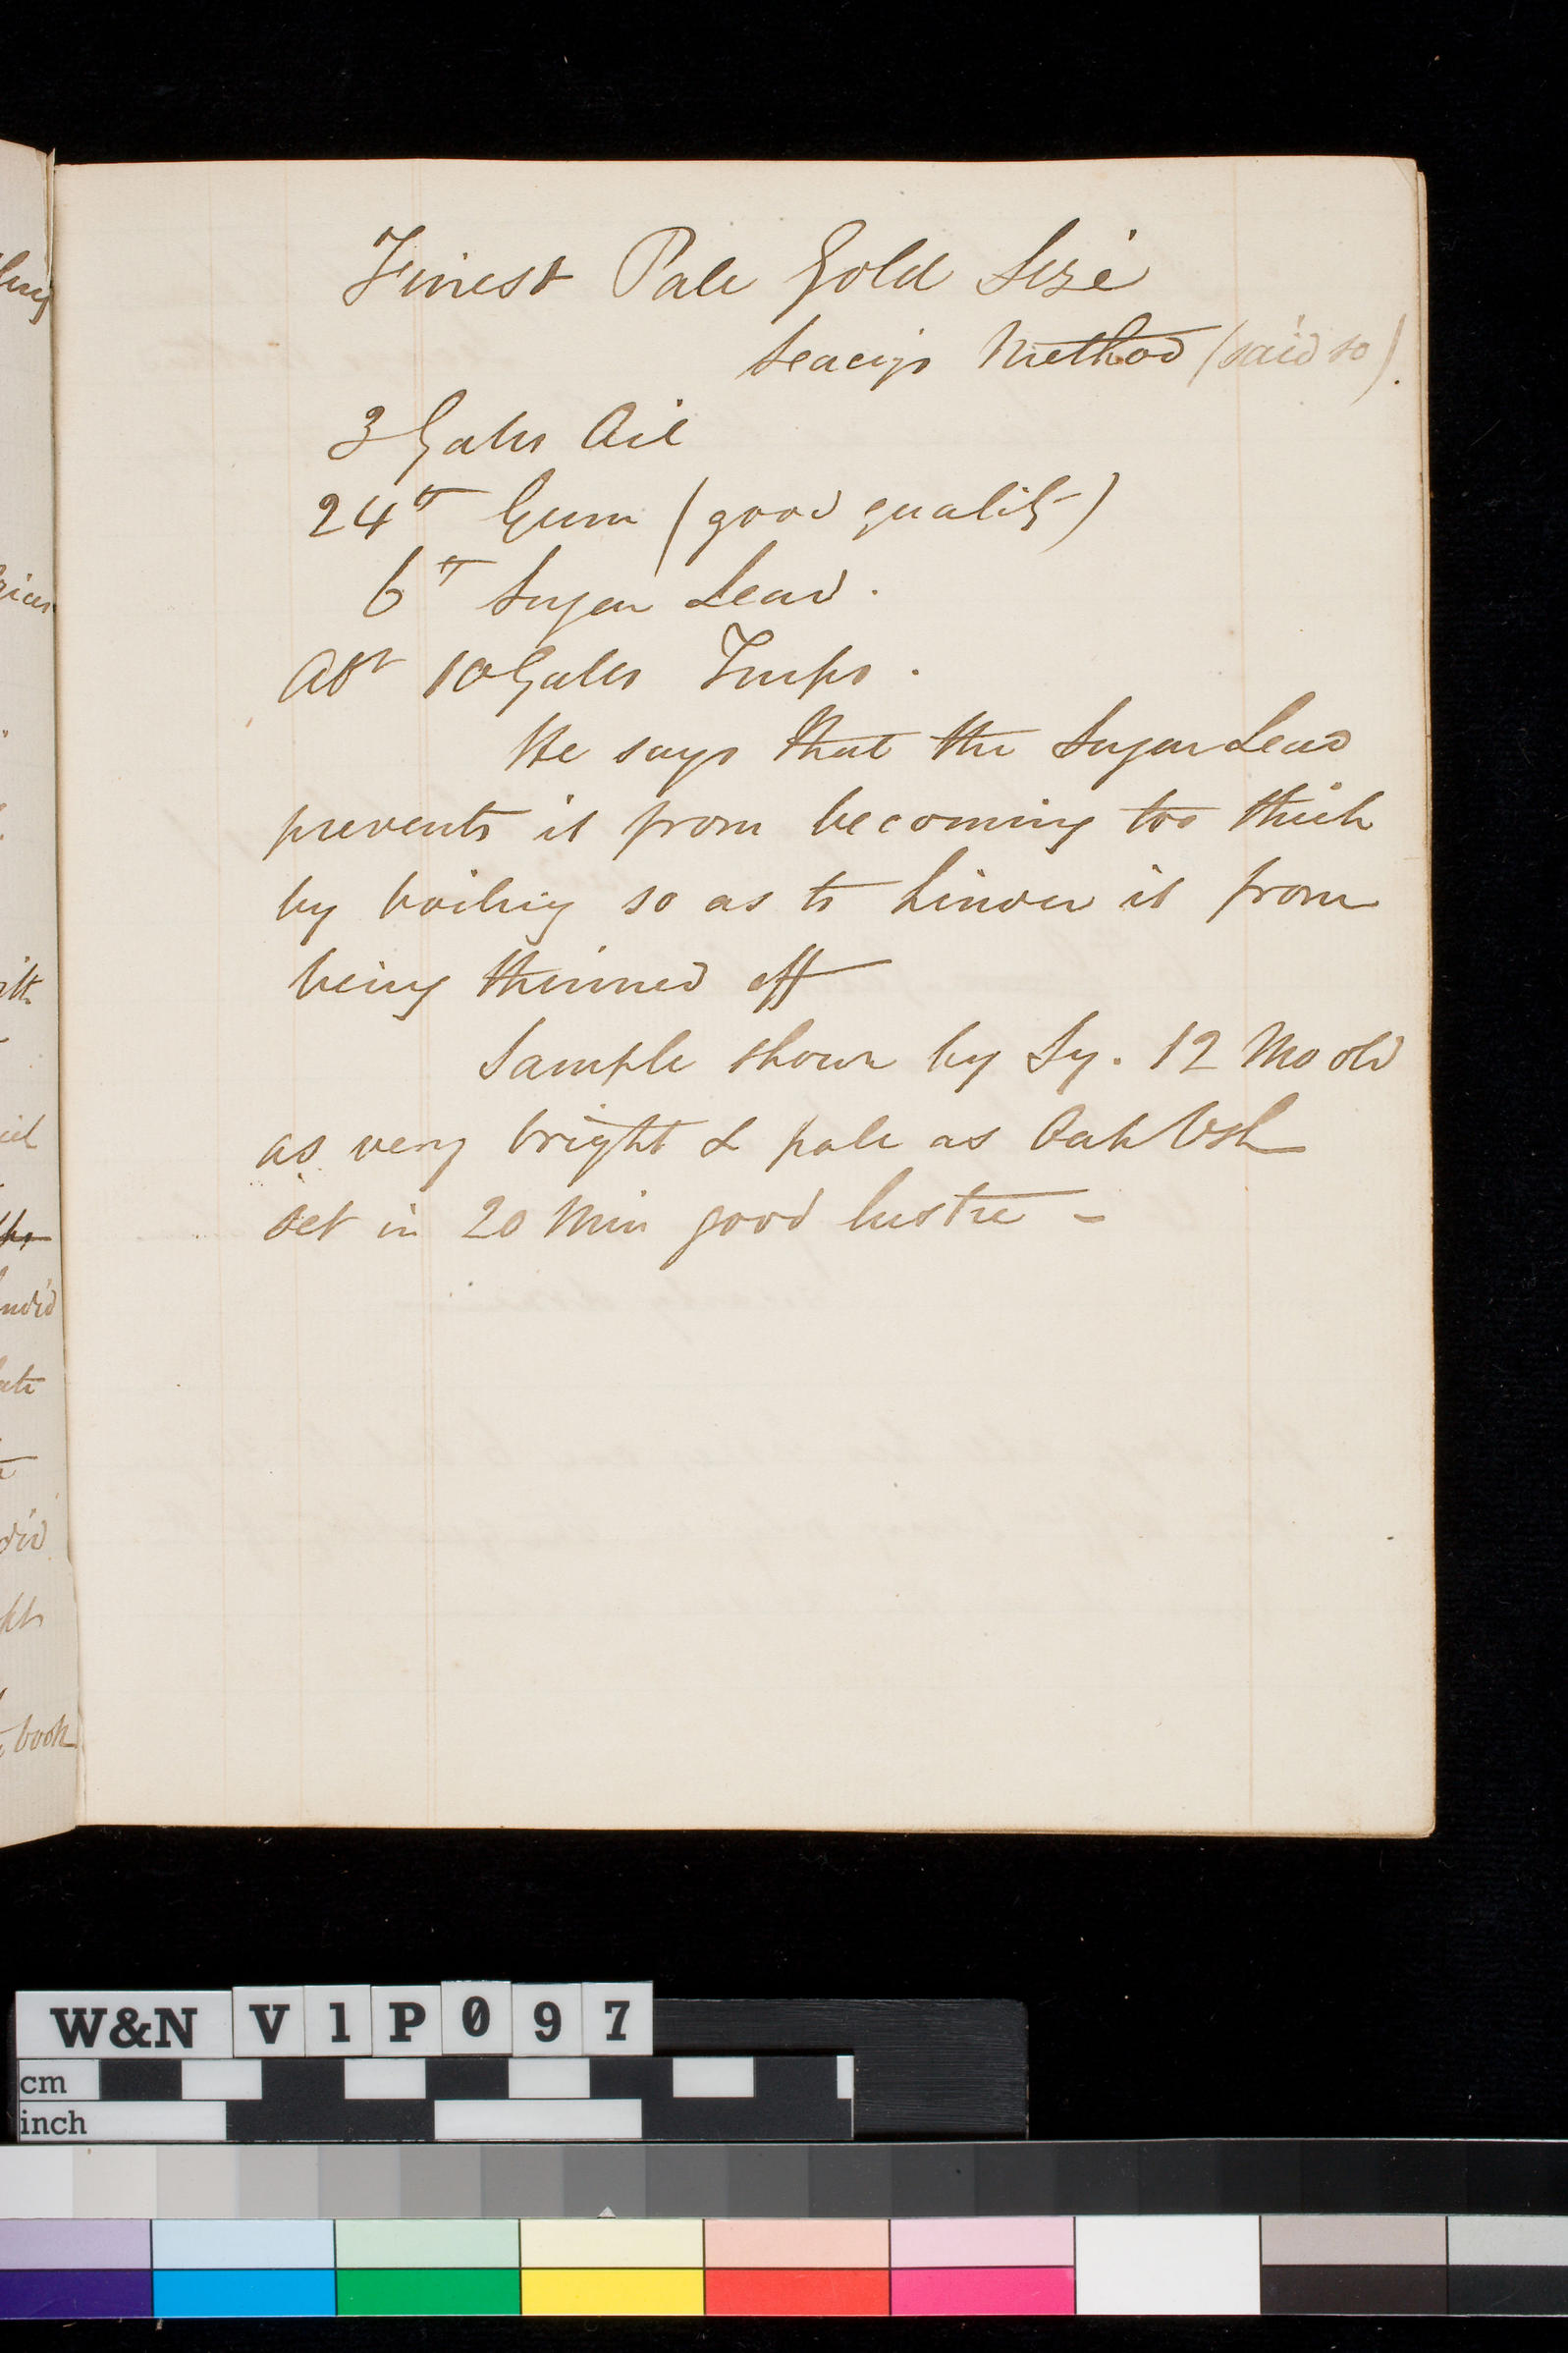 Finest Pale Gold Size
Method (said so).
3 Galls Oil
24 lb Gum (good quality)
6 lb Sugar Lead.
Abt 10 Galls Turps.
He says that the Sugar Lead
prevents it from becoming too thick
by boiling so as to hinder it from
being thinned off
Sample shown by Sy. 12 Mo old
as very bright & pale as Oak Vsh
set in 20 Min good lustre -
book
W&N V1P097
cm
inch